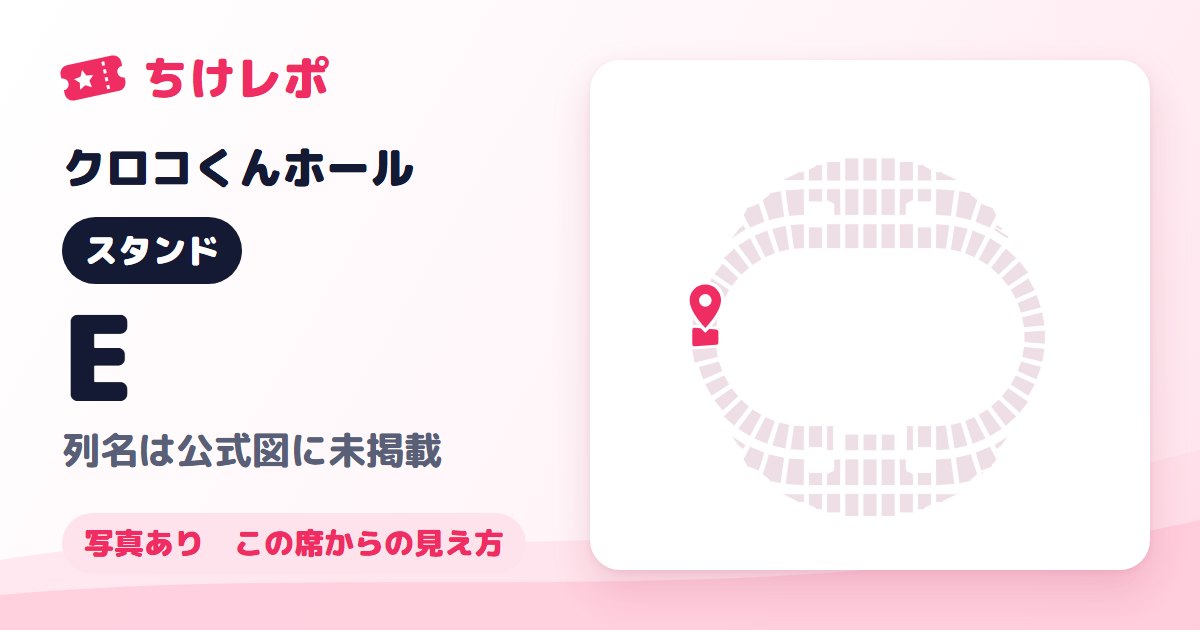 ちけレポ
クロコくんホール
スタンド
E
列名は公式図に未掲載
写真あり　この席からの見え方